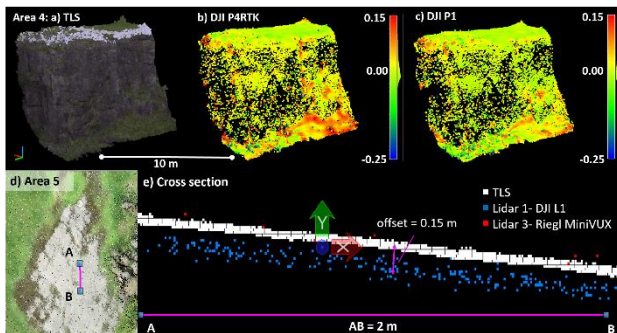 Area 4: a) TLS
b) DJI P4RTK
0.15
0.00
-0.25
c) DJI P1
0.15
0.00
-0.25
10 m
d) Area 5
A
B
e) Cross section
Y
X
offset = 0.15 m
TLS
Lidar 1- DJI L1
Lidar 3- Riegl MiniVUX
A
AB = 2 m
B